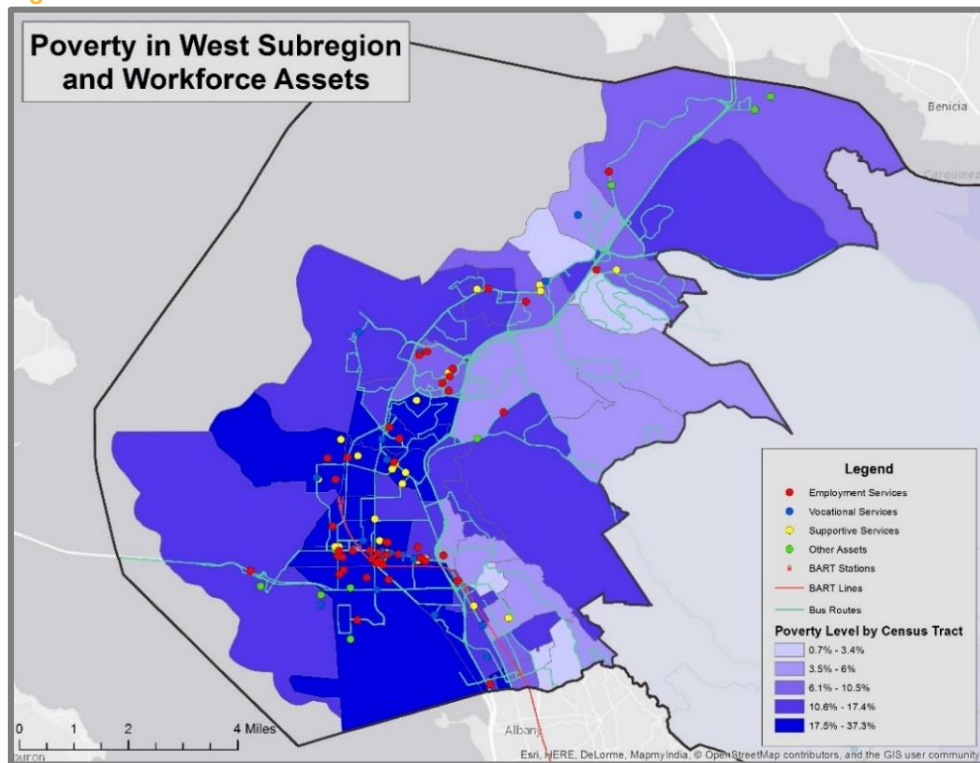 Poverty in West Subregion
and Workforce Assets
Benicia
Carquinez
Legend
Employment Services
Vocational Services
Supportive Services
Other Assets
BART Stations
BART Lines
Bus Routes
Poverty Level by Census Tract
0.7% - 3.4%
3.5% - 6%
6.1% - 10.5%
10.6% - 17.4%
17.5% - 37.3%
0 1 2 4 Miles
Albany
Esri, HERE, DeLorme, MapmyIndia, © OpenStreetMap contributors, and the GIS user community